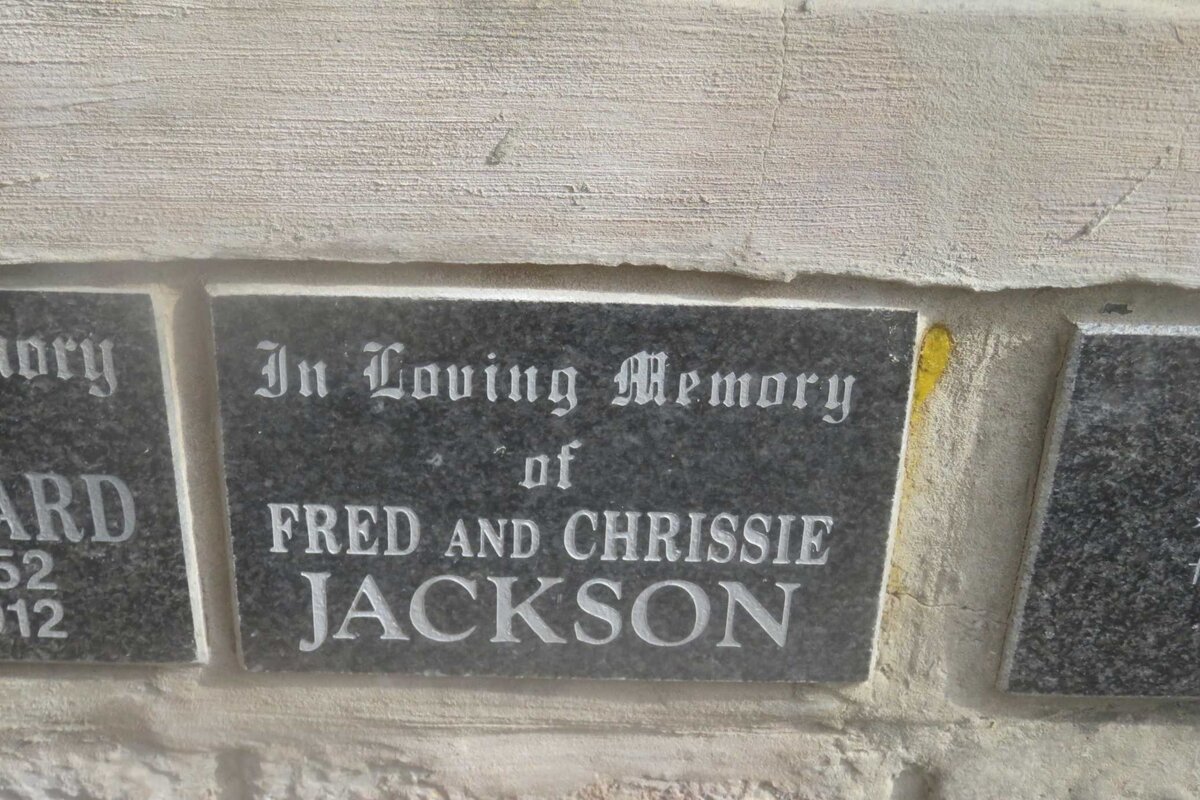 In Loving Memory
of
FRED AND CHRISSIE
JACKSON